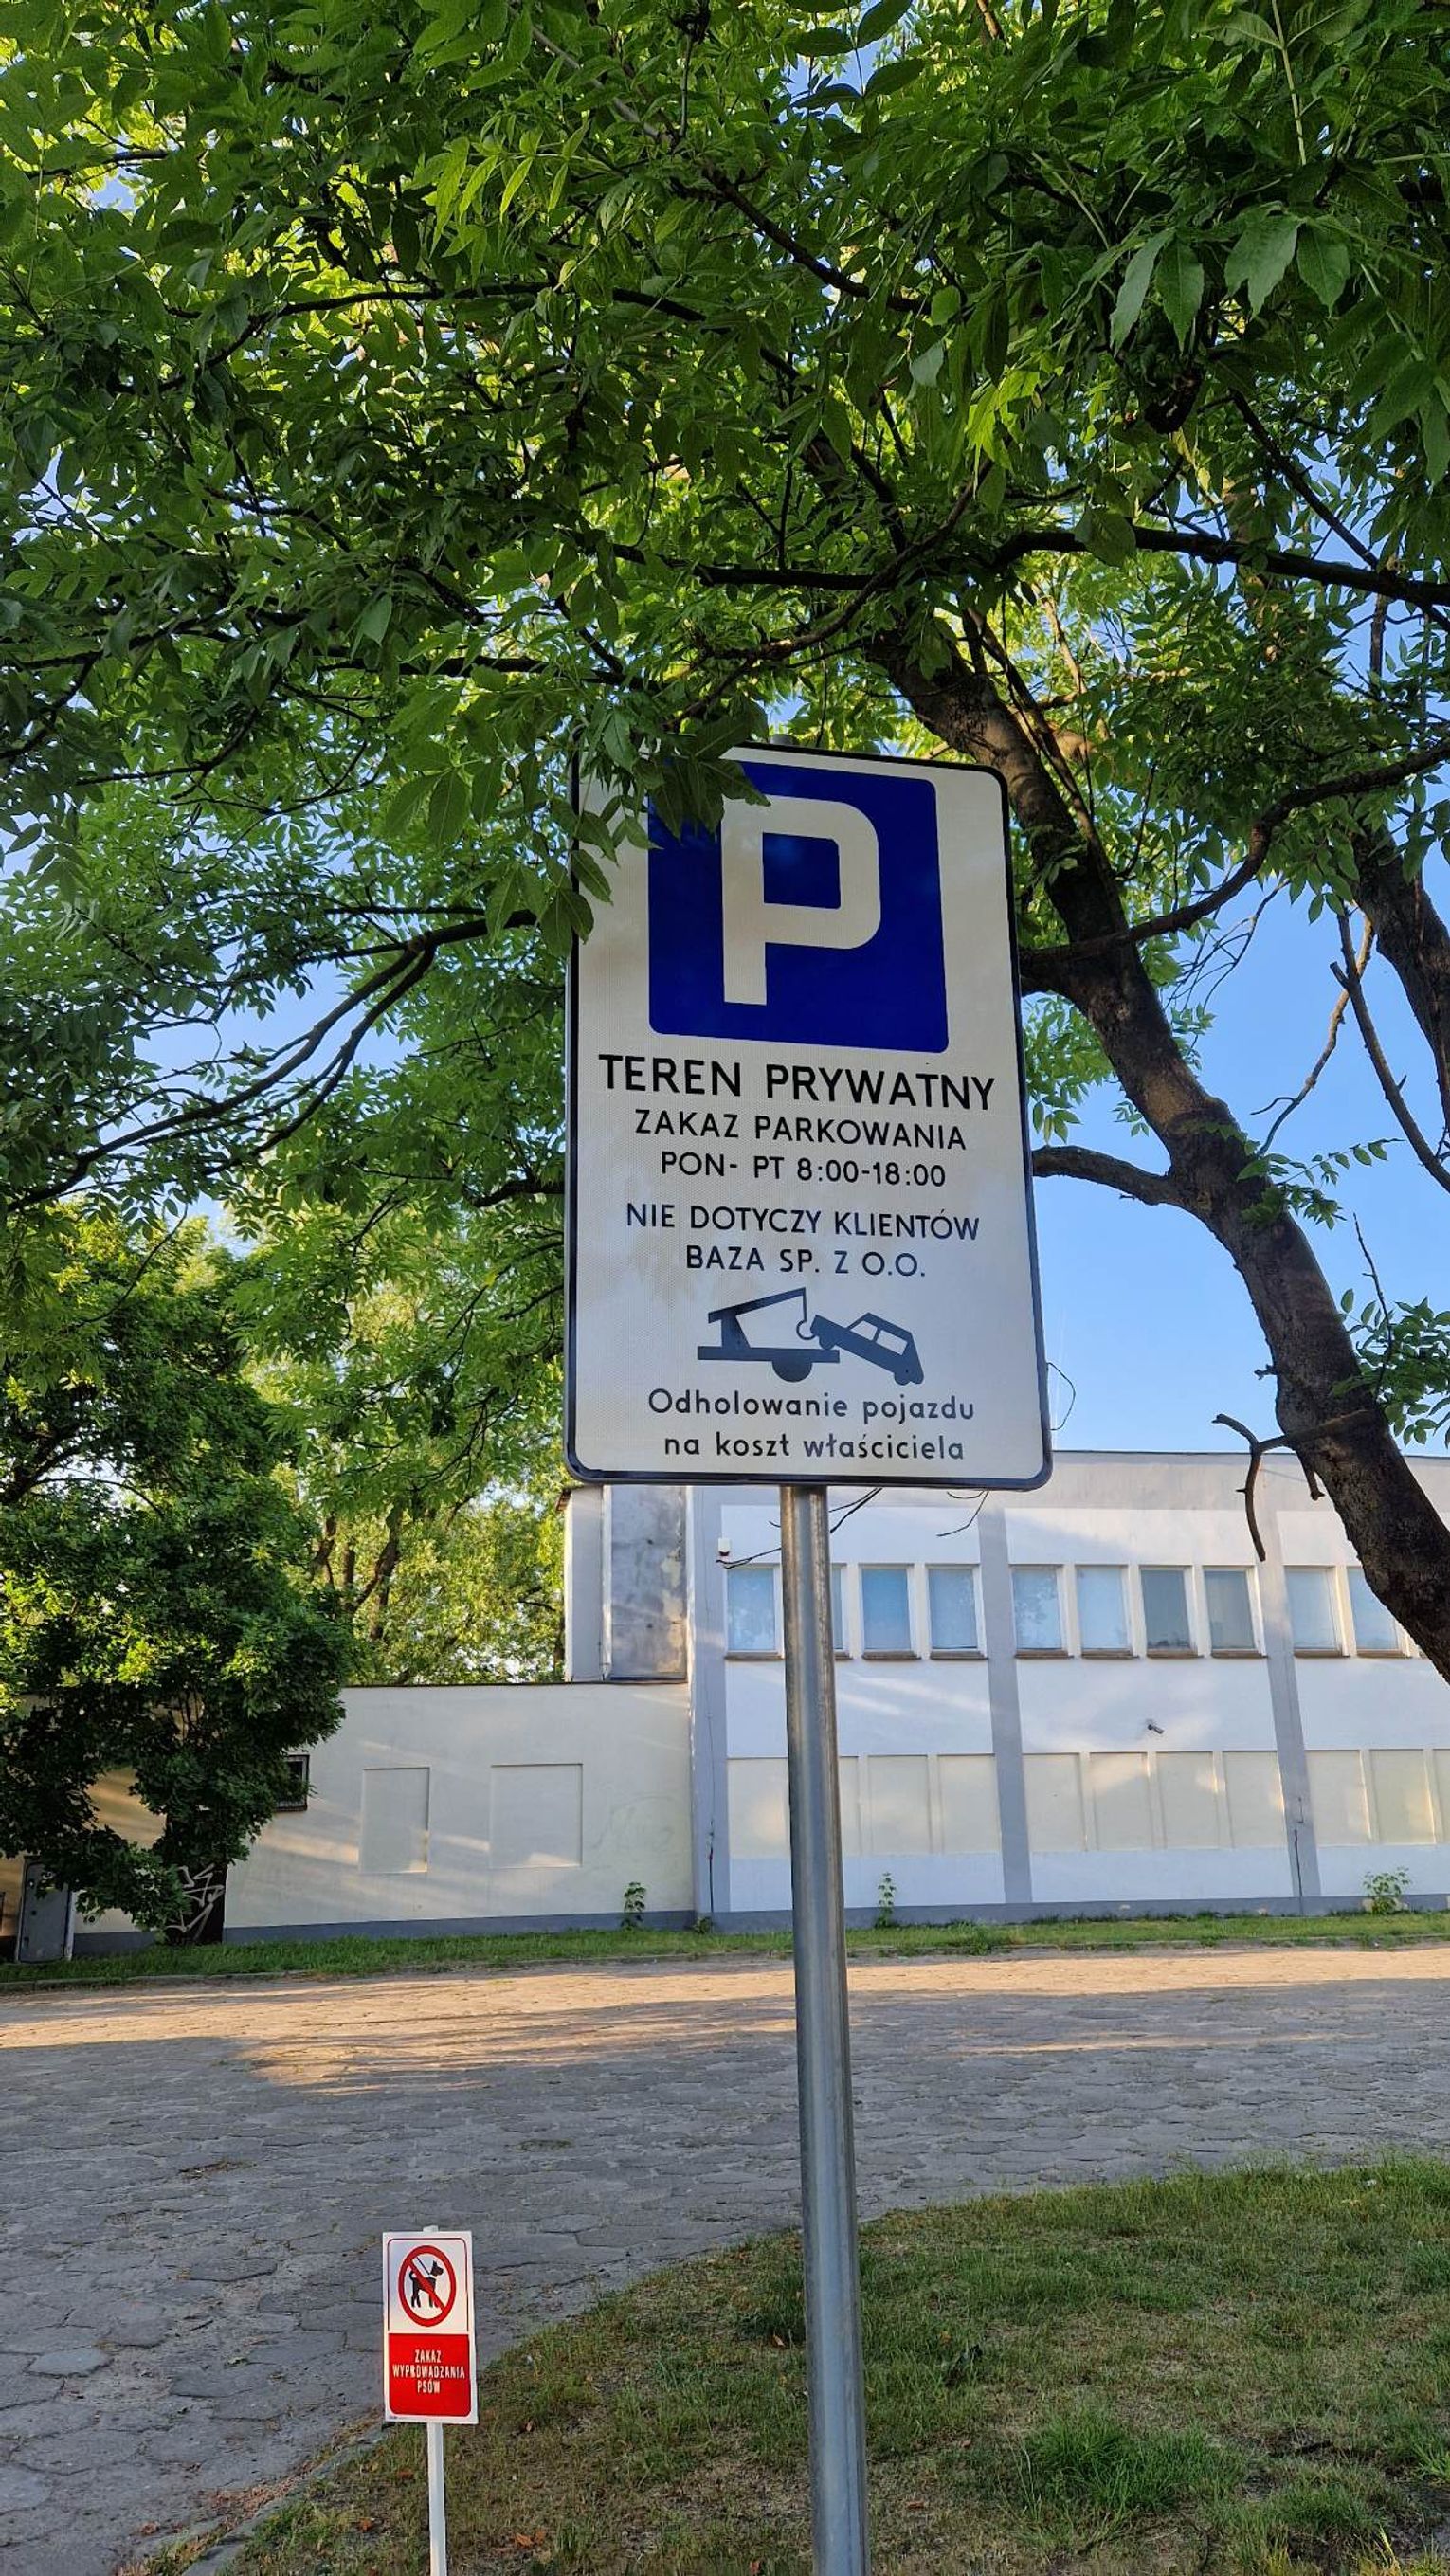 P
TEREN PRYWATNY
ZAKAZ PARKOWANIA
PON- PT 8:00-18:00
NIE DOTYCZY KLIENTÓW
BAZA SP. Z O.O.
Odholowanie pojazdu
na koszt właściciela
ZAKAZ
WYPROWADZANIA
PSÓW